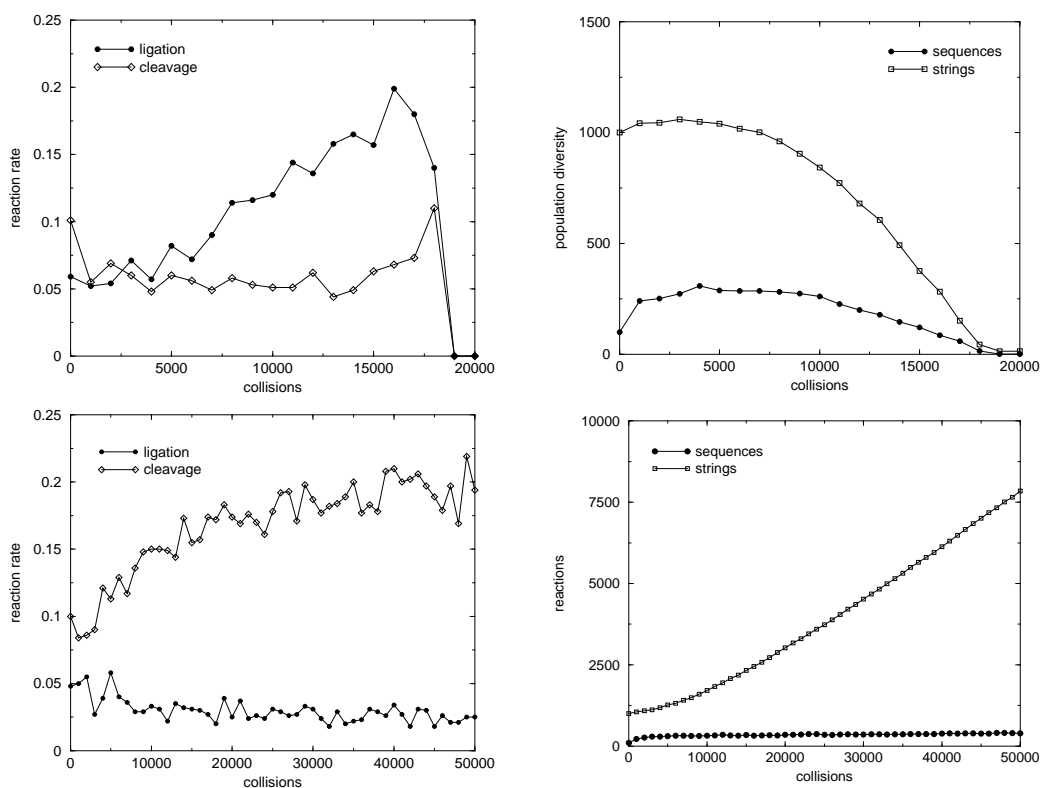 0.25
0.2
0.15
0.1
0.05
0
reaction rate
ligation
cleavage
0 5000 10000 15000 20000
collisions
1500
1000
500
0
population diversity
sequences
strings
0 5000 10000 15000 20000
collisions
0.25
0.2
0.15
0.1
0.05
0
reaction rate
ligation
cleavage
0 10000 20000 30000 40000 50000
collisions
10000
7500
5000
2500
0
reactions
sequences
strings
0 10000 20000 30000 40000 50000
collisions